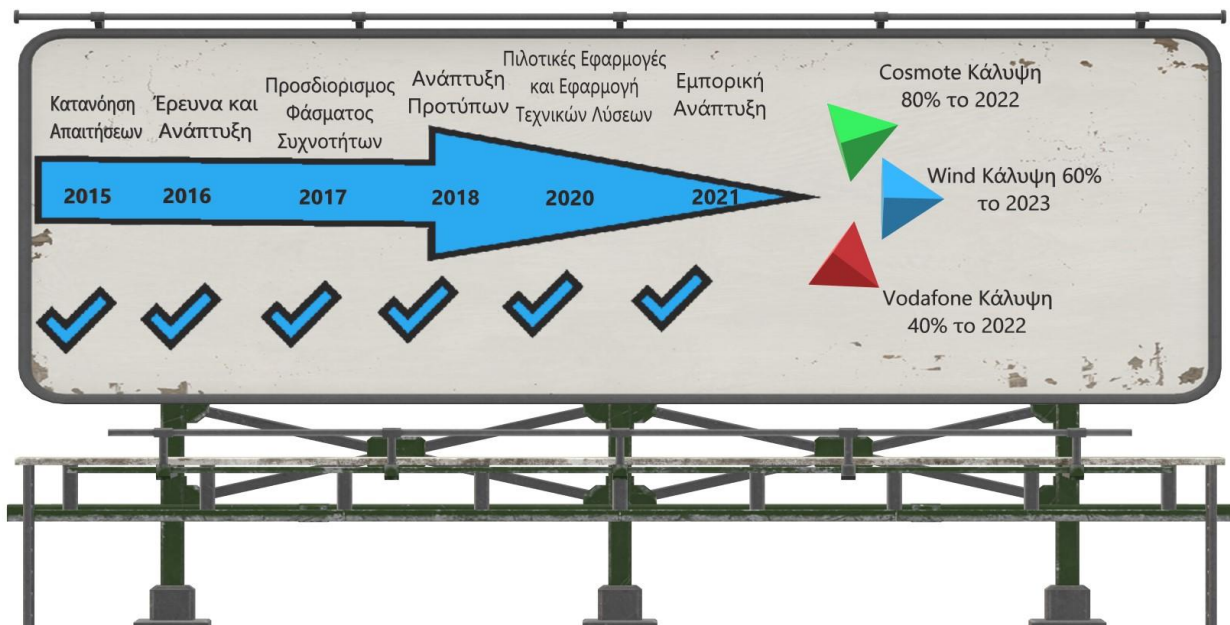 Κατανόηση
Απαιτήσεων
Έρευνα και
Ανάπτυξη
Προσδιορισμος
Φάσματος
Συχνοτήτων
Ανάπτυξη
Προτύπων
Πιλοτικές Εφαρμογές
και Εφαρμογή
Τεχνικών Λύσεων
Εμπορική
Ανάπτυξη
2015
2016
2017
2018
2020
2021
Cosmote Κάλυψη
80% το 2022
Wind Κάλυψη 60%
το 2023
Vodafone Κάλυψη
40% το 2022